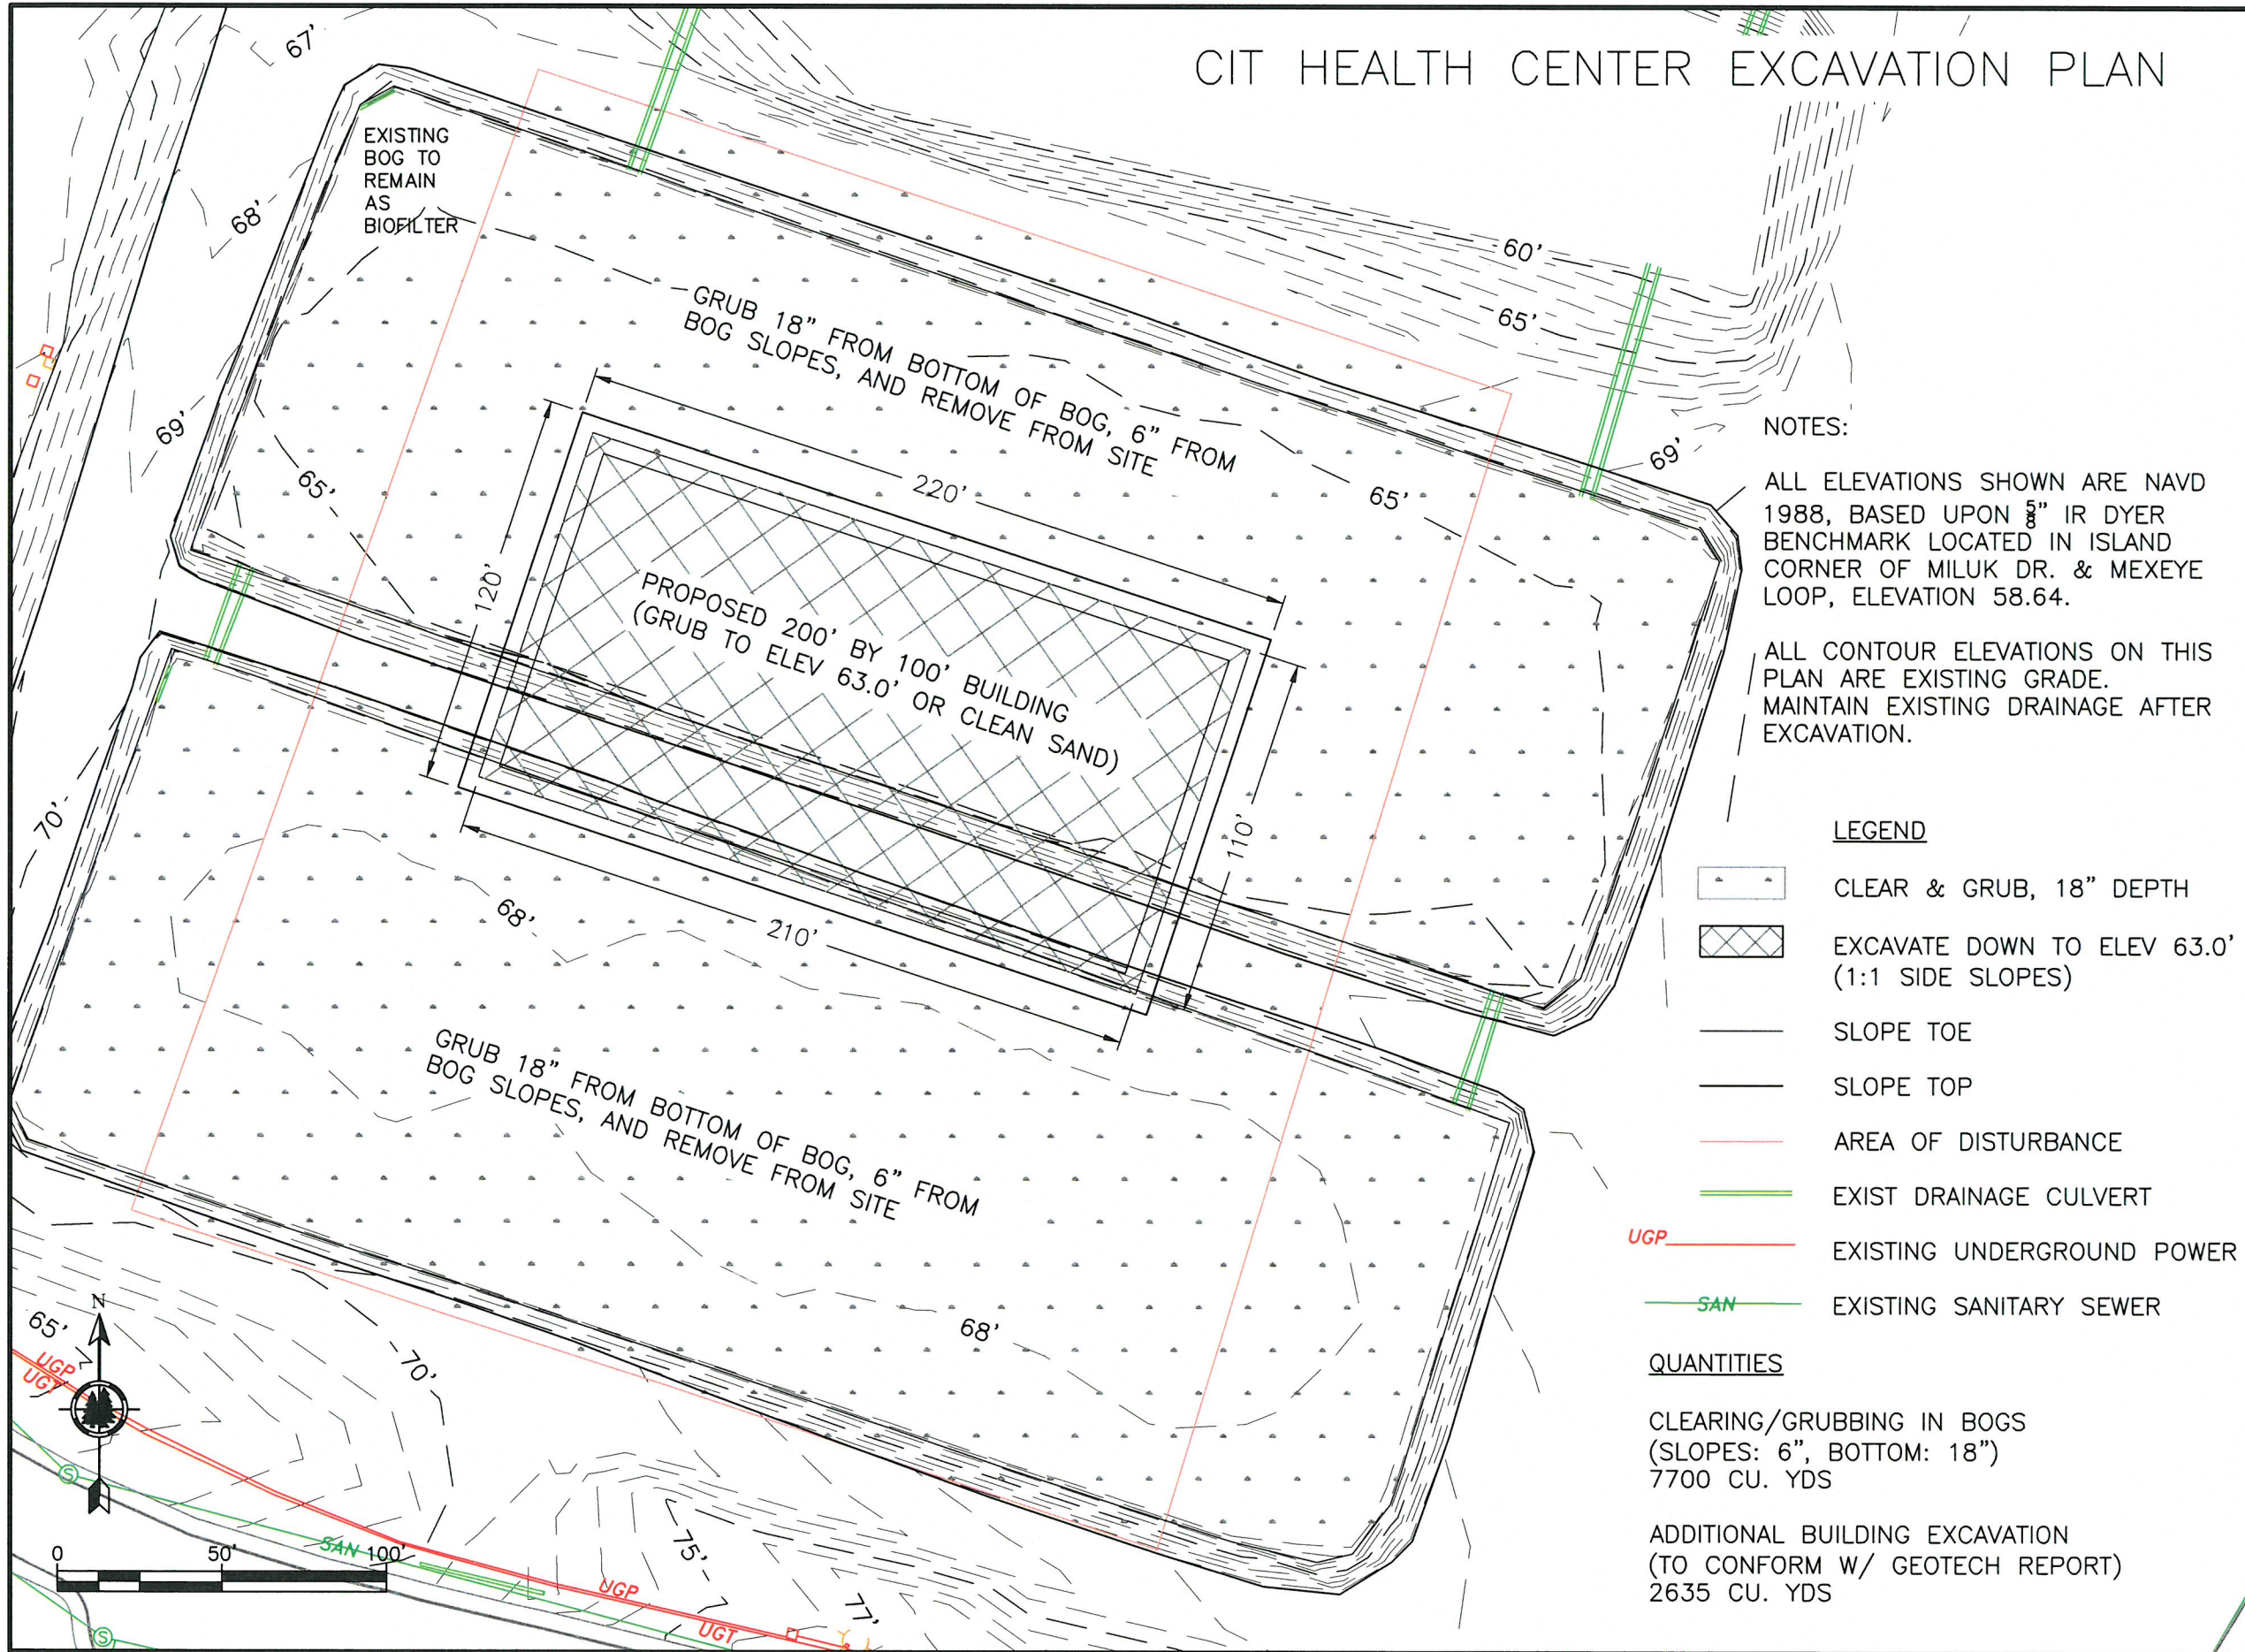 CIT HEALTH CENTER EXCAVATION PLAN
67'
EXISTING
BOG TO
REMAIN
AS
BIOFILTER
68'
60'
65'
GRUB 18" FROM BOTTOM OF BOG, 6" FROM
BOG SLOPES, AND REMOVE FROM SITE
69'
65'
220'
65'
69'
120'
PROPOSED 200' BY 100' BUILDING
(GRUB TO ELEV 63.0' OR CLEAN SAND)
110'
70'
68'
210'
GRUB 18" FROM BOTTOM OF BOG, 6" FROM
BOG SLOPES, AND REMOVE FROM SITE
68'
65'
70'
75'
77'
N
UGP
UGT
S
SAN
UGP
UGT
S
0 50' 100'
NOTES:
ALL ELEVATIONS SHOWN ARE NAVD
1988, BASED UPON 5/8" IR DYER
BENCHMARK LOCATED IN ISLAND
CORNER OF MILUK DR. & MEXEYE
LOOP, ELEVATION 58.64.
ALL CONTOUR ELEVATIONS ON THIS
PLAN ARE EXISTING GRADE.
MAINTAIN EXISTING DRAINAGE AFTER
EXCAVATION.
LEGEND
CLEAR & GRUB, 18" DEPTH
EXCAVATE DOWN TO ELEV 63.0'
(1:1 SIDE SLOPES)
SLOPE TOE
SLOPE TOP
AREA OF DISTURBANCE
EXIST DRAINAGE CULVERT
UGP EXISTING UNDERGROUND POWER
SAN EXISTING SANITARY SEWER
QUANTITIES
CLEARING/GRUBBING IN BOGS
(SLOPES: 6", BOTTOM: 18")
7700 CU. YDS
ADDITIONAL BUILDING EXCAVATION
(TO CONFORM W/ GEOTECH REPORT)
2635 CU. YDS